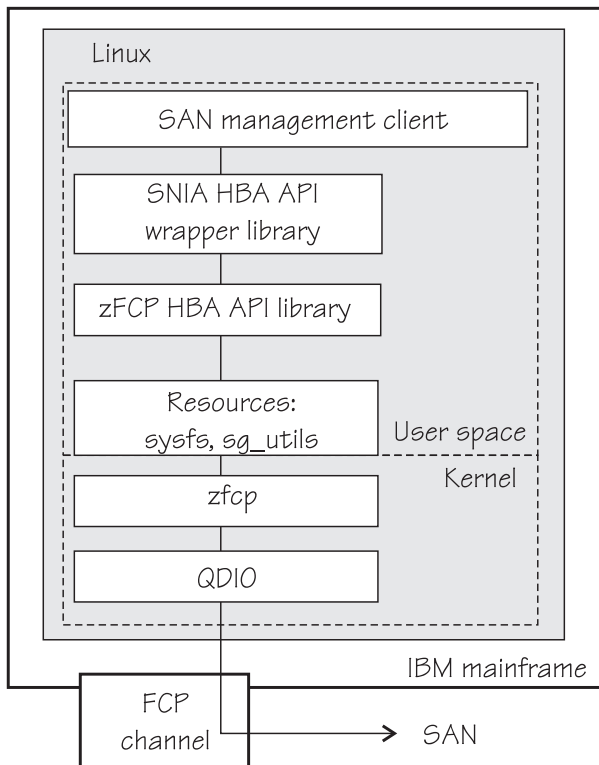 Linux
SAN management client
SNIA HBA API
wrapper library
zFCP HBA API library
Resources:
sysfs, sg_utils
User space
Kernel
zfcp
QDIO
IBM mainframe
FCP
channel
SAN